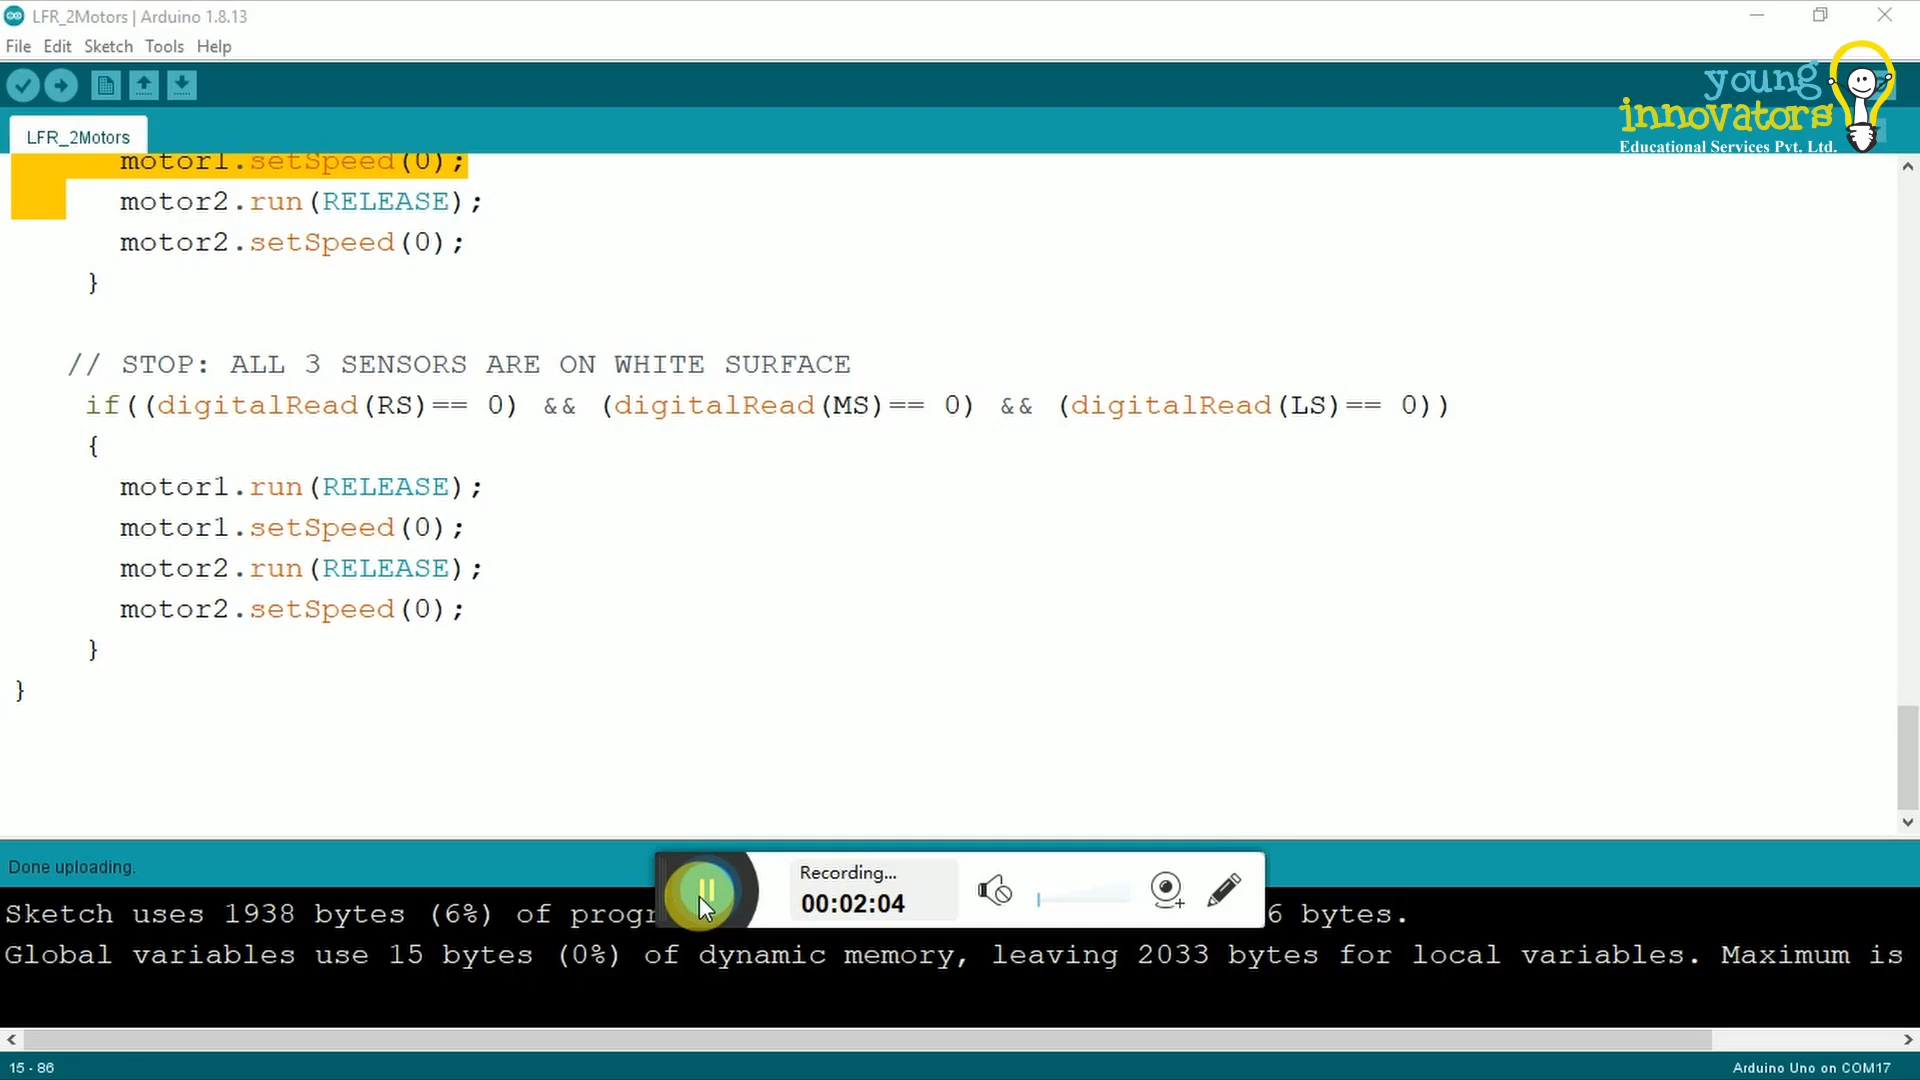 LFR_2Motors | Arduino 1.8.13
File Edit Sketch Tools Help
young
innovators
Educational Services Pvt. Ltd.
LFR_2Motors
motor1.setSpeed(0);
motor2.run(RELEASE);
motor2.setSpeed(0);
}
// STOP: ALL 3 SENSORS ARE ON WHITE SURFACE
if((digitalRead(RS)== 0) && (digitalRead(MS)== 0) && (digitalRead(LS)== 0))
{
motor1.run(RELEASE);
motor1.setSpeed(0);
motor2.run(RELEASE);
motor2.setSpeed(0);
}
}
Done uploading.
Recording...
00:02:04
Sketch uses 1938 bytes (6%) of progr 6 bytes.
Global variables use 15 bytes (0%) of dynamic memory, leaving 2033 bytes for local variables. Maximum is
15 - 86
Arduino Uno on COM17